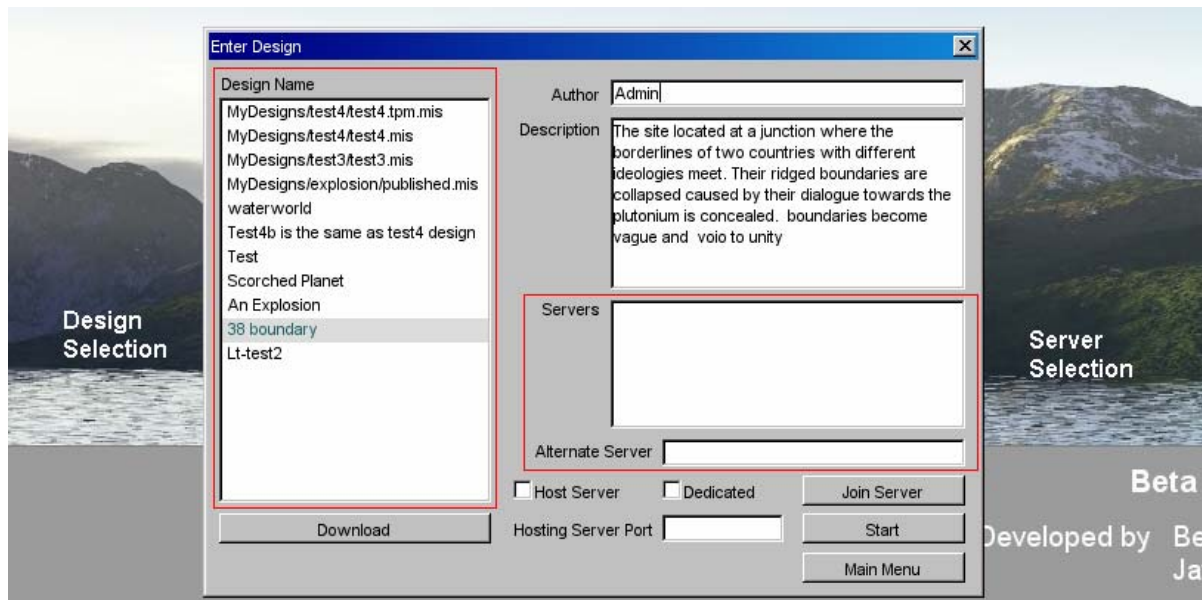 Enter Design
Design Name
MyDesigns/test4/test4.tpm.mis
MyDesigns/test4/test4.mis
MyDesigns/test3/test3.mis
MyDesigns/explosion/published.mis
waterworld
Test4b is the same as test4 design
Test
Scorched Planet
An Explosion
38 boundary
Lt-test2
Download
Author
Admin
Description
The site located at a junction where the
borderlines of two countries with different
ideologies meet. Their ridged boundaries are
collapsed caused by their dialogue towards the
plutonium is concealed.  boundaries become
vague and  voio to unity
Servers
Alternate Server
Host Server
Dedicated
Join Server
Hosting Server Port
Start
Main Menu
Design
Selection
Server
Selection
Beta
Developed by Be
Ja